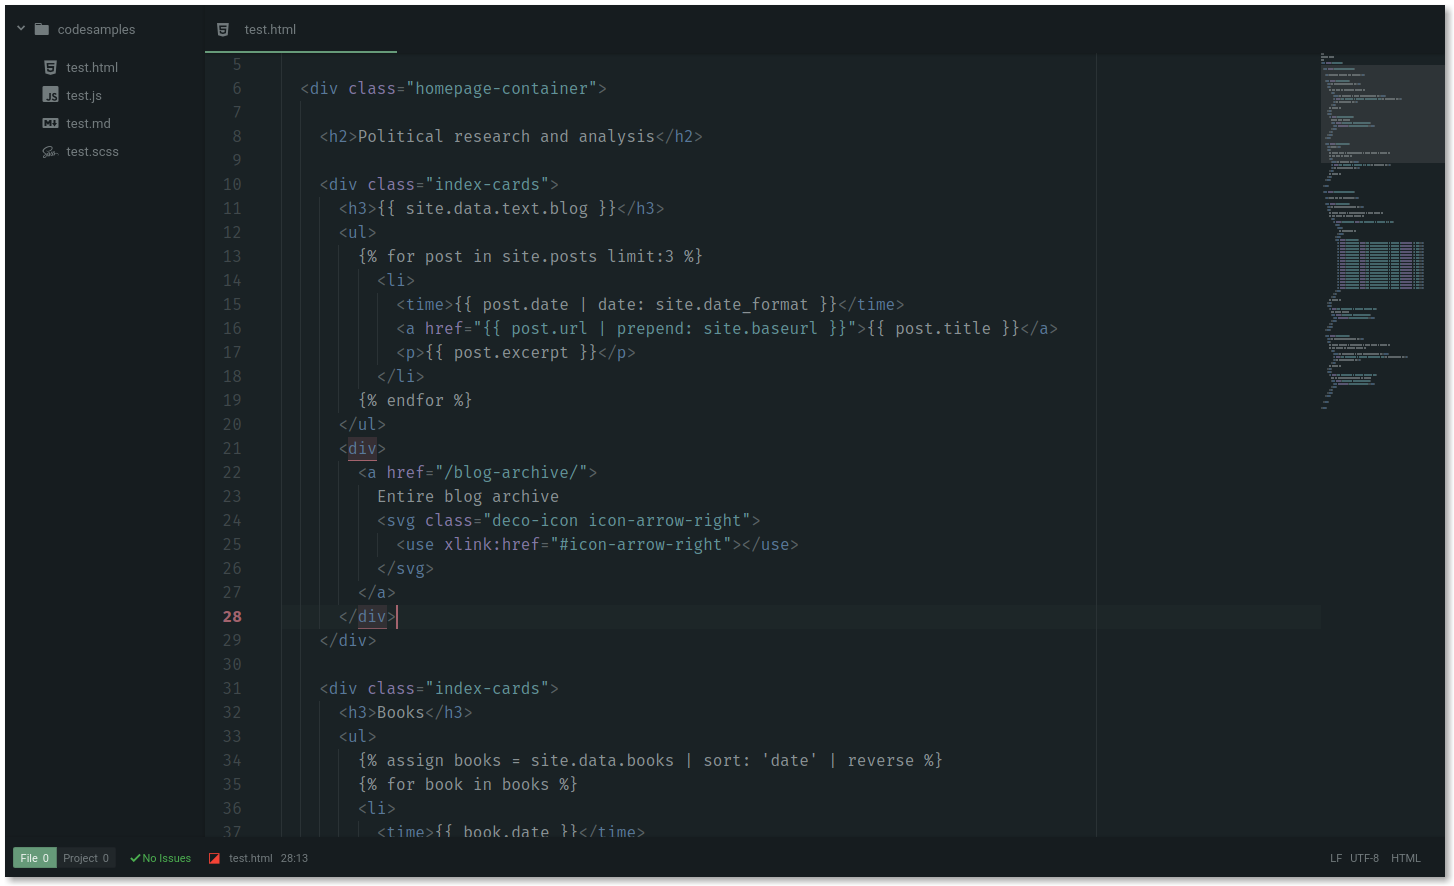 codesamples
test.html
test.js
test.md
test.scss
test.html
5
6 <div class="homepage-container">
7
8 <h2>Political research and analysis</h2>
9
10 <div class="index-cards">
11 <h3>{{ site.data.text.blog }}</h3>
12 <ul>
13 {% for post in site.posts limit:3 %}
14 <li>
15 <time>{{ post.date | date: site.date_format }}</time>
16 <a href="{{ post.url | prepend: site.baseurl }}">{{ post.title }}</a>
17 <p>{{ post.excerpt }}</p>
18 </li>
19 {% endfor %}
20 </ul>
21 <div>
22 <a href="/blog-archive/">
23 Entire blog archive
24 <svg class="deco-icon icon-arrow-right">
25 <use xlink:href="#icon-arrow-right"></use>
26 </svg>
27 </a>
28 </div>
29 </div>
30
31 <div class="index-cards">
32 <h3>Books</h3>
33 <ul>
34 {% assign books = site.data.books | sort: 'date' | reverse %}
35 {% for book in books %}
36 <li>
37 <time>{{ book.date }}</time>
File 0 Project 0 No Issues test.html 28:13 LF UTF-8 HTML